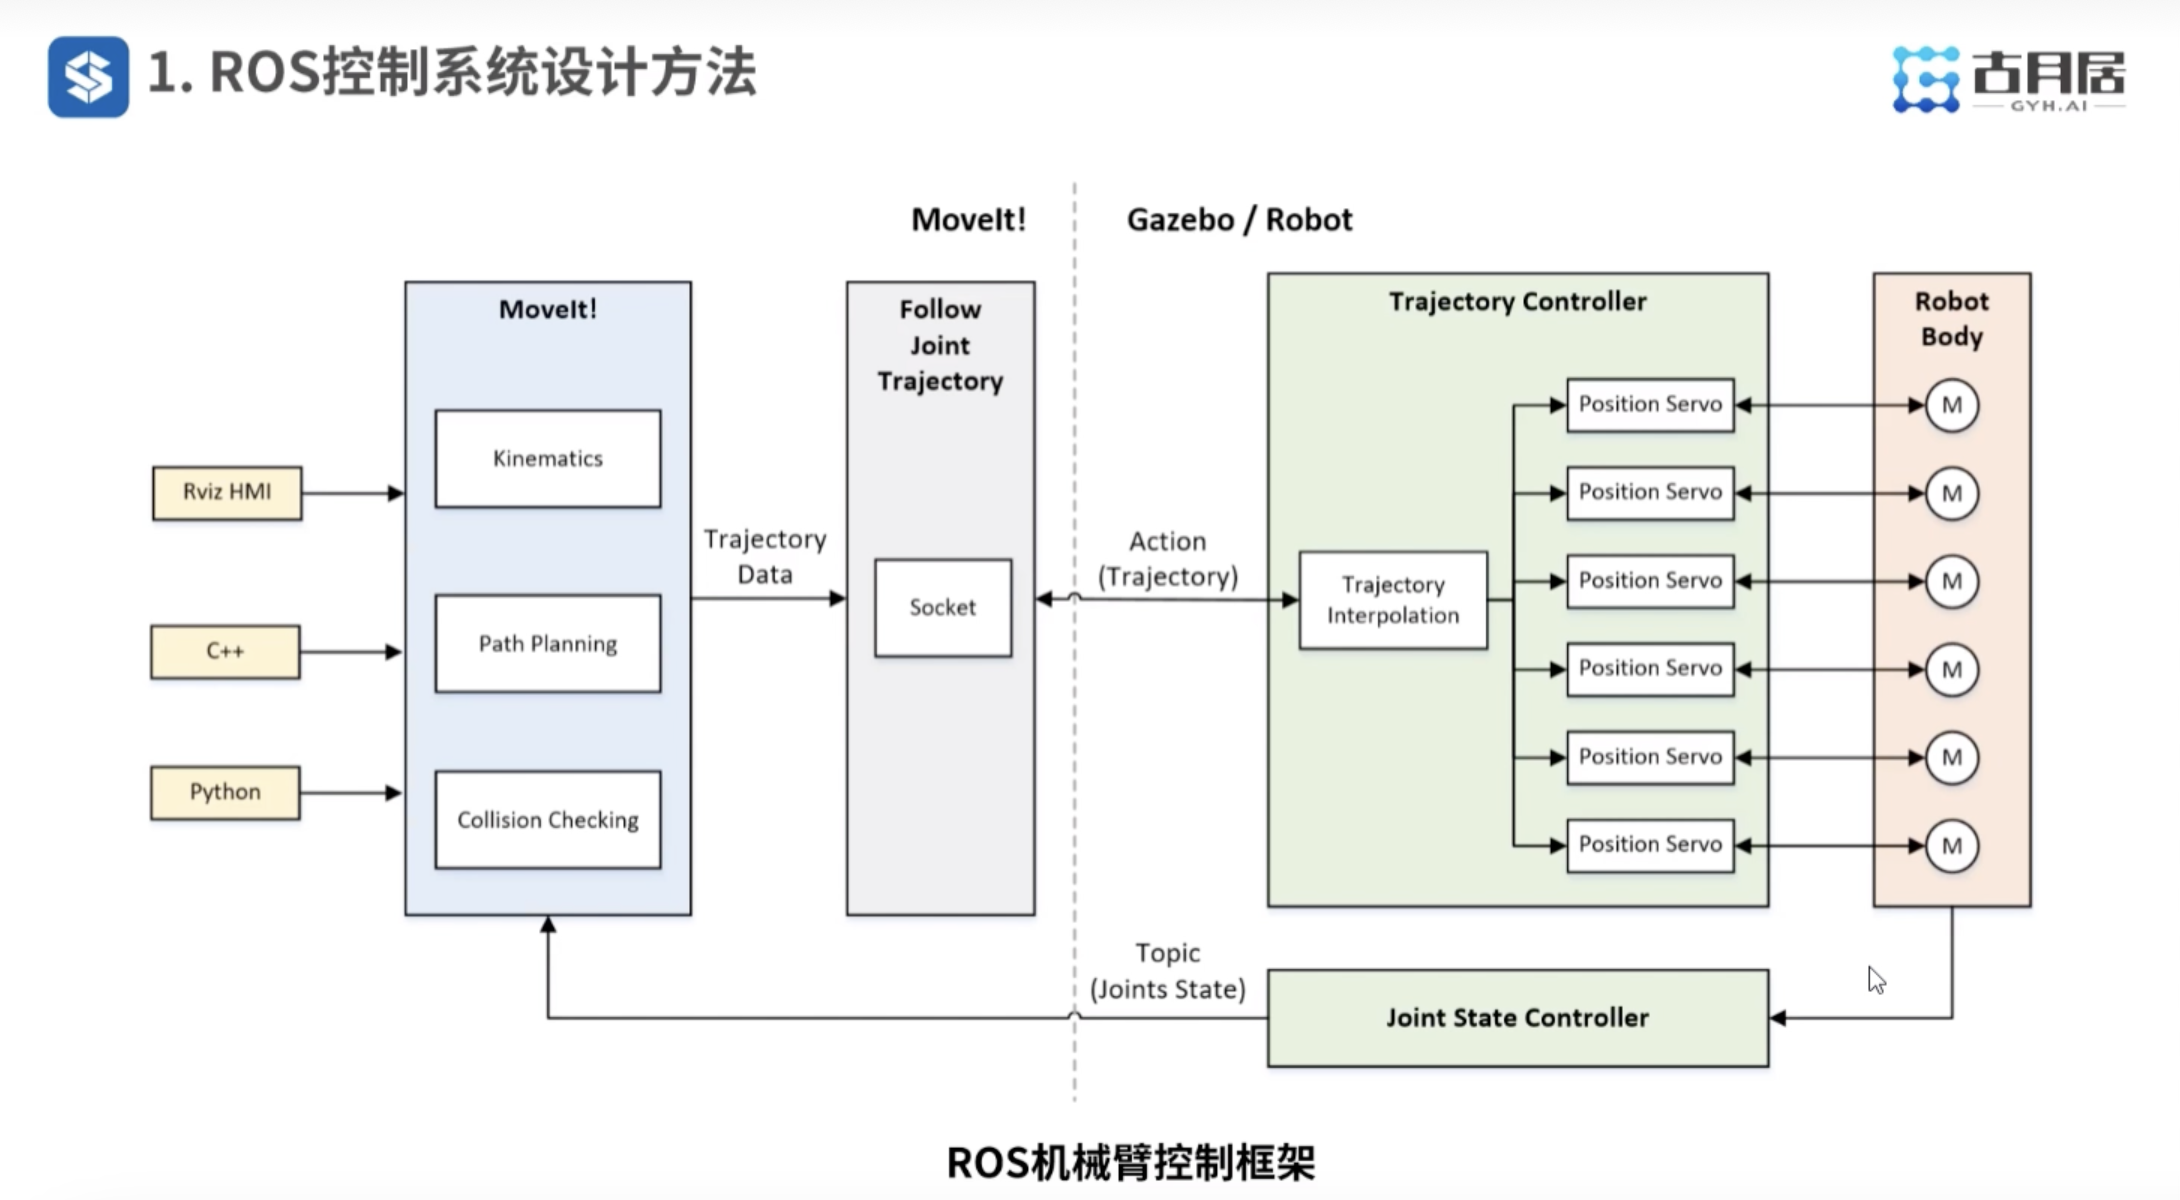 1. ROS控制系统设计方法
古月居
GYH.AI
MoveIt!
Gazebo / Robot
MoveIt!
Kinematics
Path Planning
Collision Checking
Rviz HMI
C++
Python
Trajectory
Data
Follow
Joint
Trajectory
Socket
Action
(Trajectory)
Trajectory Controller
Trajectory
Interpolation
Position Servo
Position Servo
Position Servo
Position Servo
Position Servo
Position Servo
Robot
Body
M
M
M
M
M
M
Topic
(Joints State)
Joint State Controller
ROS机械臂控制框架